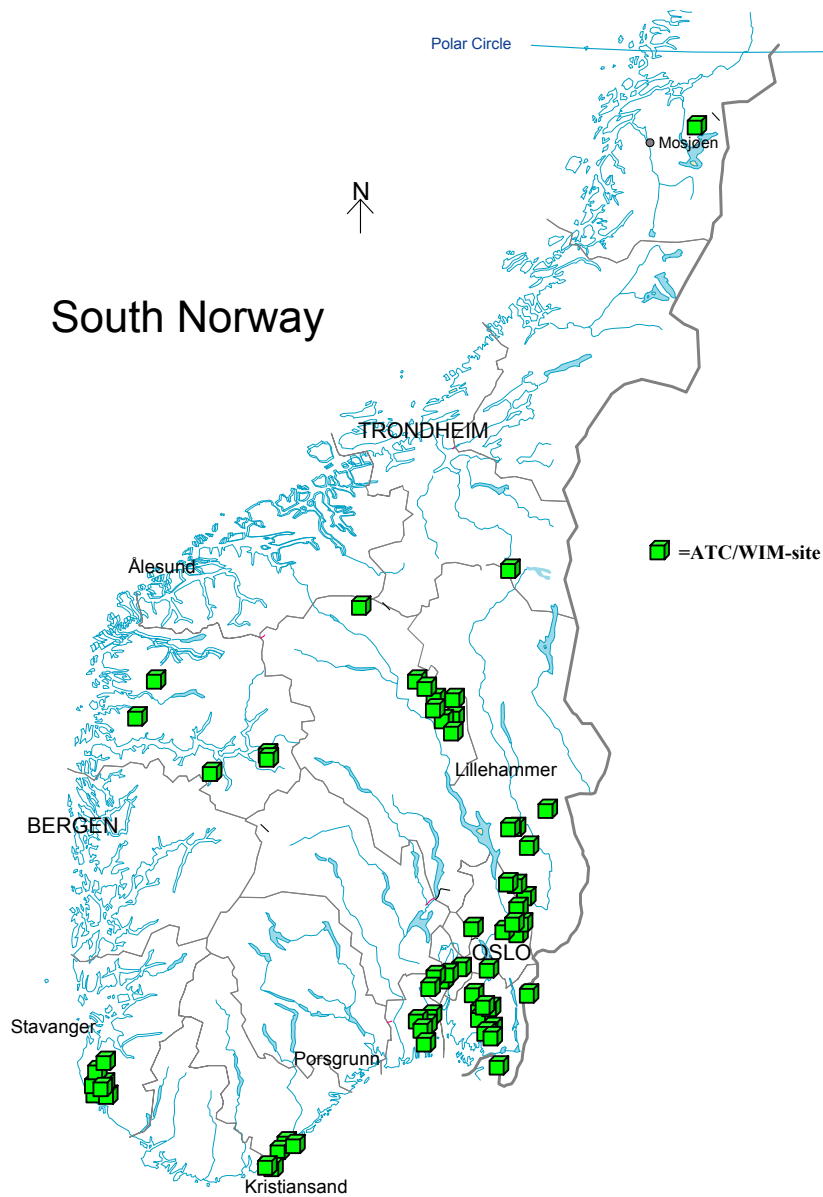 Polar Circle
Mosjøen
N
South Norway
TRONDHEIM
=ATC/WIM-site
Ålesund
Lillehammer
BERGEN
OSLO
Stavanger
Porsgrunn
Kristiansand